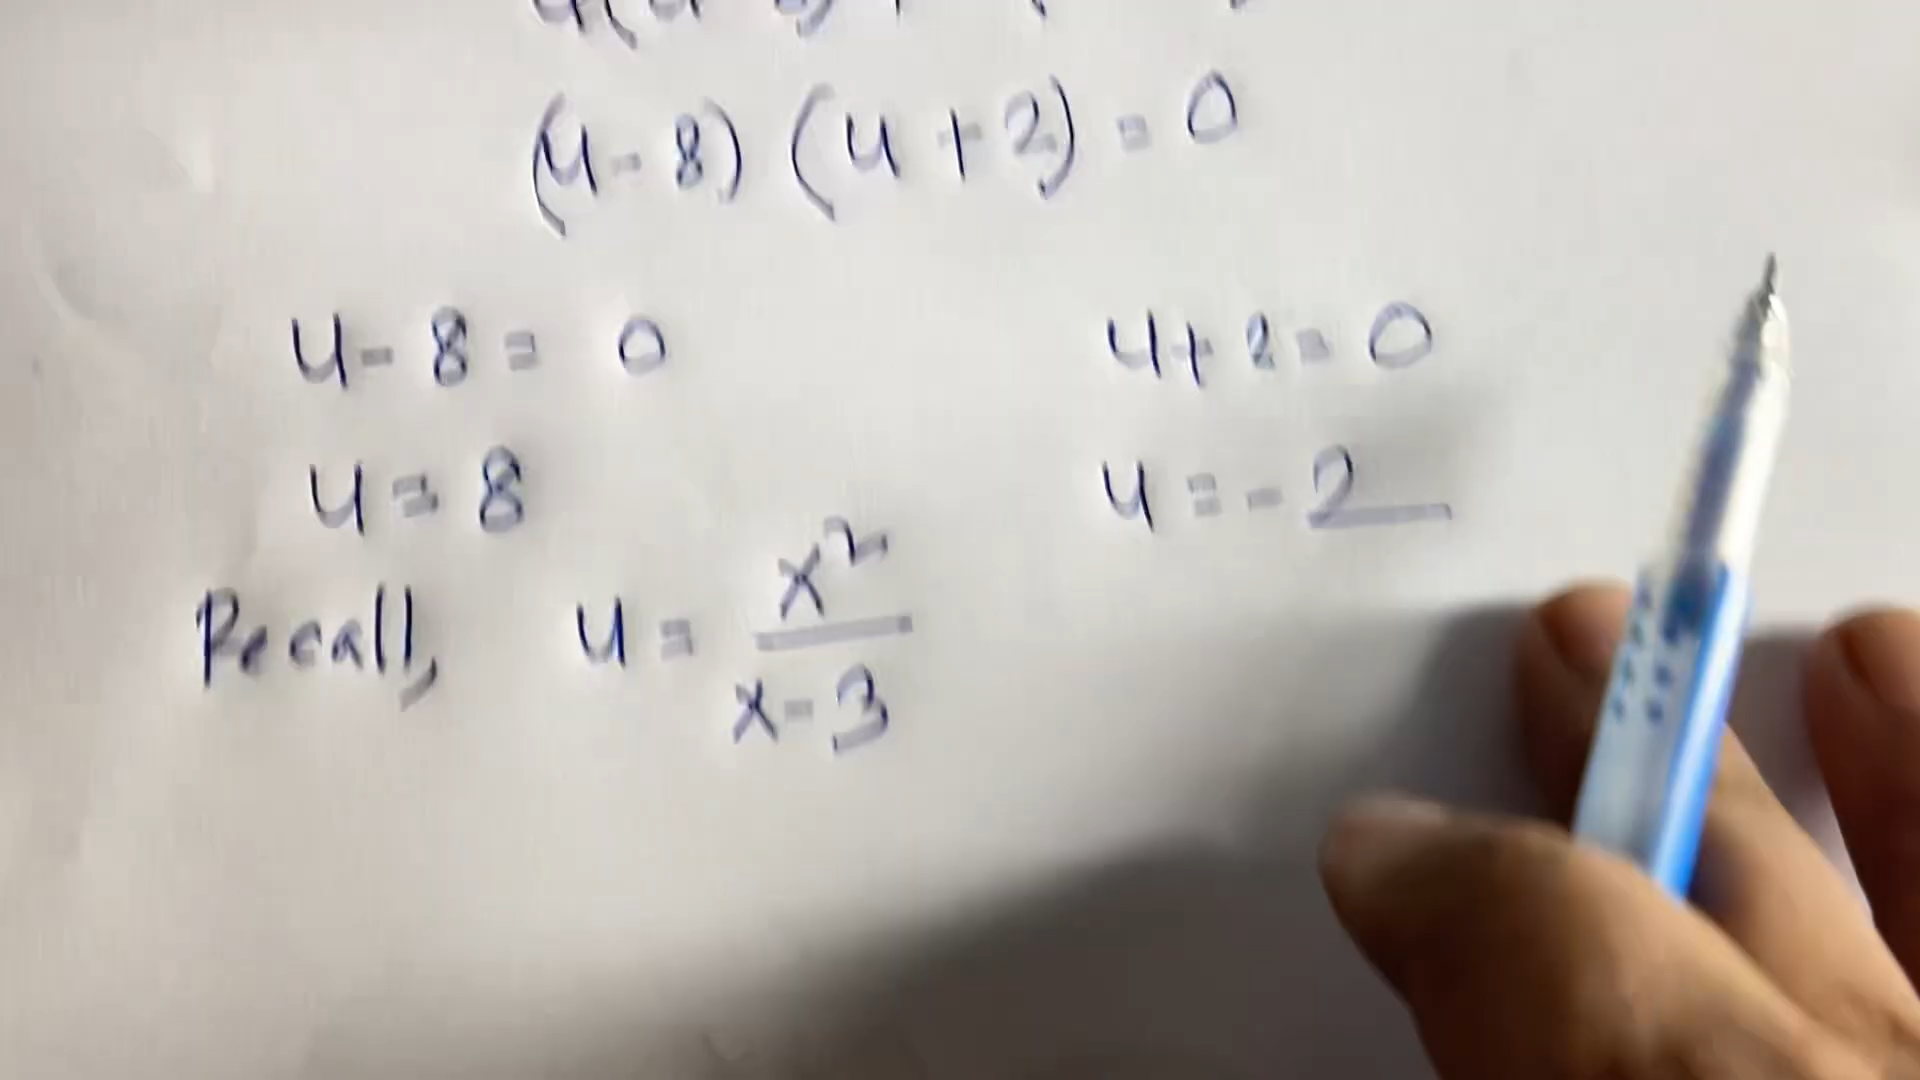 (u - 8) (u + 2) = 0
u - 8 = 0
u + 2 = 0
u = 8
u = - 2
Recall, u = x² / x - 3